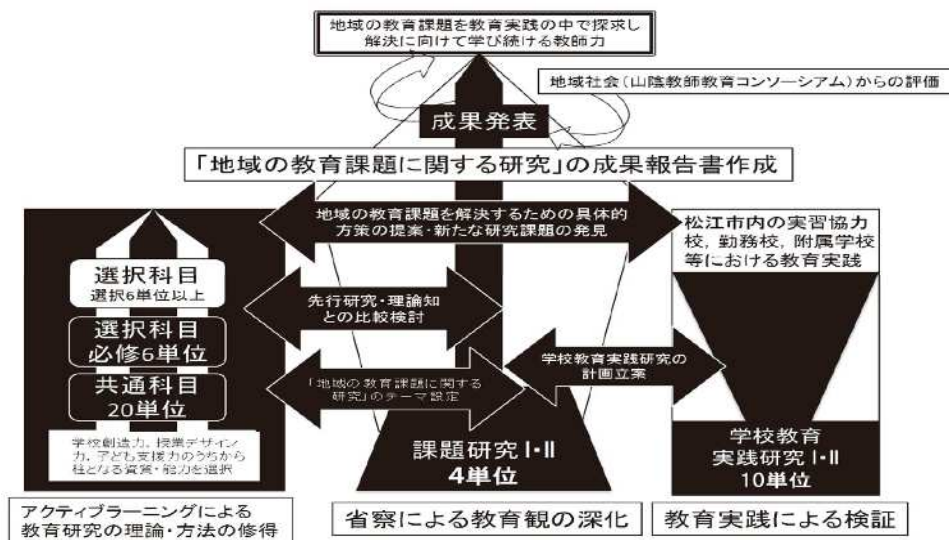 地域の教育課題を教育実践の中で探求し
解決に向けて学び続ける教師力
地域社会(山陰教師教育コンソーシアム)からの評価
成果発表
「地域の教育課題に関する研究」の成果報告書作成
地域の教育課題を解決するための具体的
方策の提案・新たな研究課題の発見
松江市内の実習協力
校, 勤務校, 附属学校
等における教育実践
選択科目
選択6単位以上
先行研究・理論知
との比較検討
選択科目
必修6単位
学校教育実践研究の
計画立案
共通科目
20単位
「地域の教育課題に関する
研究」のテーマ設定
学校創造力, 授業デザイン
力, 子ども支援力のうちから
柱となる資質・能力を選択
課題研究Ⅰ・Ⅱ
4単位
学校教育
実践研究Ⅰ・Ⅱ
10単位
アクティブラーニングによる
教育研究の理論・方法の修得
省察による教育観の深化
教育実践による検証